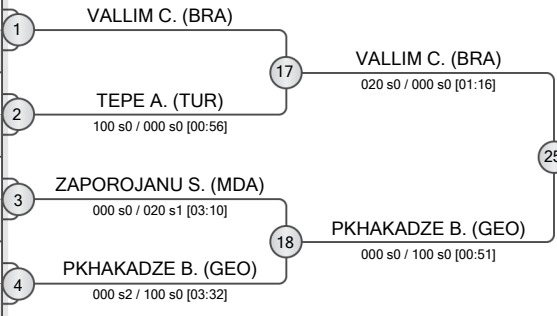 VALLIM C. (BRA)
1
17
VALLIM C. (BRA)
020 s0 / 000 s0 [01:16]
TEPE A. (TUR)
2
100 s0 / 000 s0 [00:56]
25
ZAPOROJANU S. (MDA)
3
000 s0 / 020 s1 [03:10]
18
PKHAKADZE B. (GEO)
000 s0 / 100 s0 [00:51]
PKHAKADZE B. (GEO)
4
000 s2 / 100 s0 [03:32]